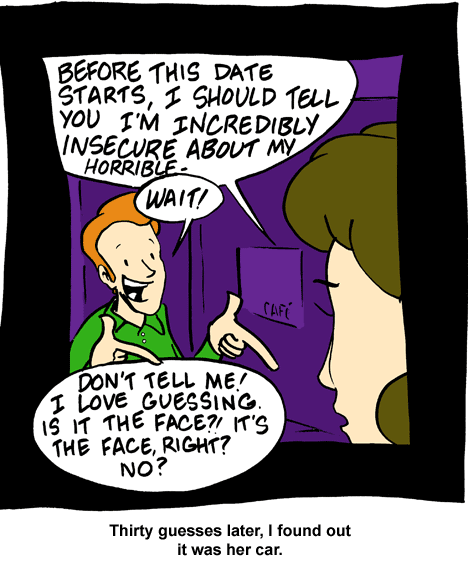 BEFORE THIS DATE
STARTS, I SHOULD TELL
YOU I'M INCREDIBLY
INSECURE ABOUT MY
HORRIBLE-
WAIT!
CAFÉ
DON'T TELL ME!
I LOVE GUESSING.
IS IT THE FACE?! IT'S
THE FACE, RIGHT?
NO?
Thirty guesses later, I found out
it was her car.